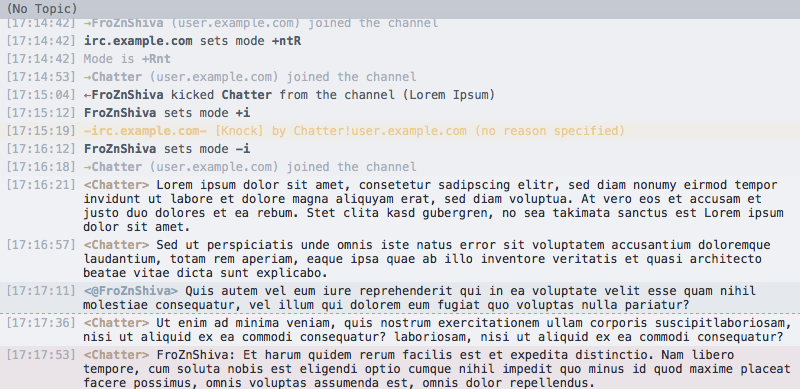 (No Topic)
[17:14:42] →FroZnShiva (user.example.com) joined the channel
[17:14:42] irc.example.com sets mode +ntR
[17:14:42] Mode is +Rnt
[17:14:53] →Chatter (user.example.com) joined the channel
[17:15:04] ←FroZnShiva kicked Chatter from the channel (Lorem Ipsum)
[17:15:12] FroZnShiva sets mode +i
[17:15:19] —irc.example.com— [Knock] by Chatter!user.example.com (no reason specified)
[17:16:12] FroZnShiva sets mode -i
[17:16:18] →Chatter (user.example.com) joined the channel
[17:16:21] <Chatter> Lorem ipsum dolor sit amet, consetetur sadipscing elitr, sed diam nonumy eirmod tempor
invidunt ut labore et dolore magna aliquyam erat, sed diam voluptua. At vero eos et accusam et
justo duo dolores et ea rebum. Stet clita kasd gubergren, no sea takimata sanctus est Lorem ipsum
dolor sit amet.
[17:16:57] <Chatter> Sed ut perspiciatis unde omnis iste natus error sit voluptatem accusantium doloremque
laudantium, totam rem aperiam, eaque ipsa quae ab illo inventore veritatis et quasi architecto
beatae vitae dicta sunt explicabo.
[17:17:11] <@FroZnShiva> Quis autem vel eum iure reprehenderit qui in ea voluptate velit esse quam nihil
molestiae consequatur, vel illum qui dolorem eum fugiat quo voluptas nulla pariatur?
[17:17:36] <Chatter> Ut enim ad minima veniam, quis nostrum exercitationem ullam corporis suscipitlaboriosam,
nisi ut aliquid ex ea commodi consequatur? laboriosam, nisi ut aliquid ex ea commodi consequatur?
[17:17:53] <Chatter> FroZnShiva: Et harum quidem rerum facilis est et expedita distinctio. Nam libero
tempore, cum soluta nobis est eligendi optio cumque nihil impedit quo minus id quod maxime placeat
facere possimus, omnis voluptas assumenda est, omnis dolor repellendus.